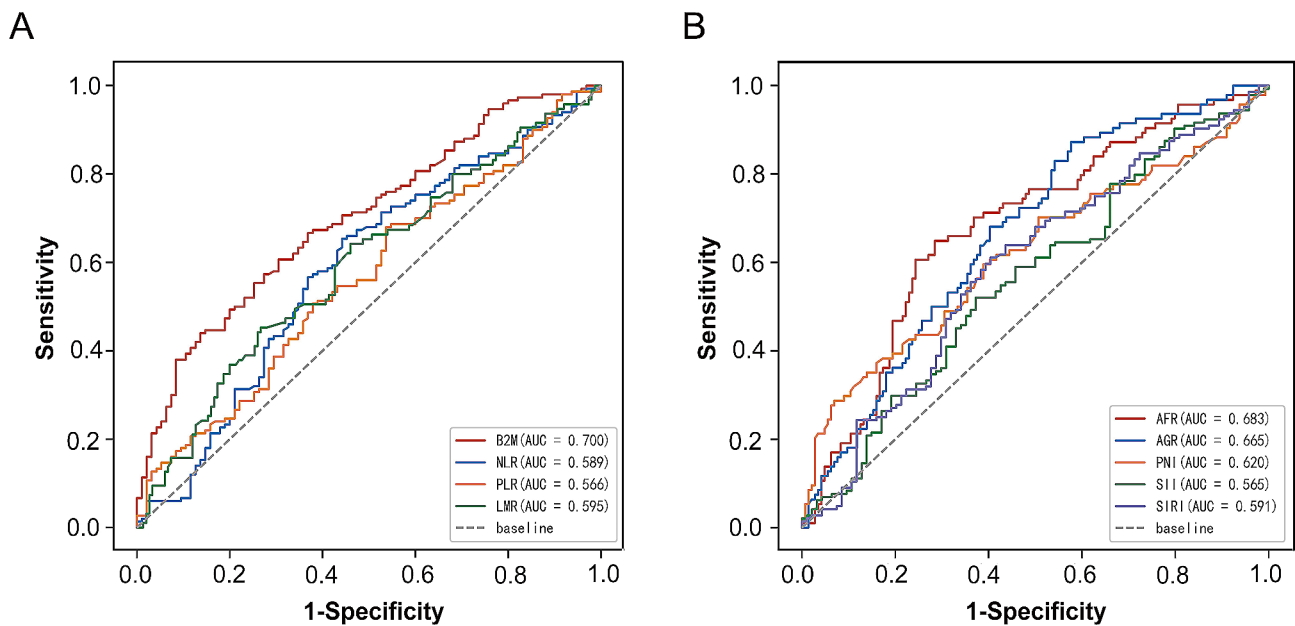 A
1.0
0.8
0.6
0.4
0.2
0.0
Sensitivity
B2M(AUC = 0.700)
NLR(AUC = 0.589)
PLR(AUC = 0.566)
LMR(AUC = 0.595)
baseline
0.0 0.2 0.4 0.6 0.8 1.0
1-Specificity
B
1.0
0.8
0.6
0.4
0.2
0.0
Sensitivity
AFR(AUC = 0.683)
AGR(AUC = 0.665)
PNI(AUC = 0.620)
SII(AUC = 0.565)
SIRI(AUC = 0.591)
baseline
0.0 0.2 0.4 0.6 0.8 1.0
1-Specificity